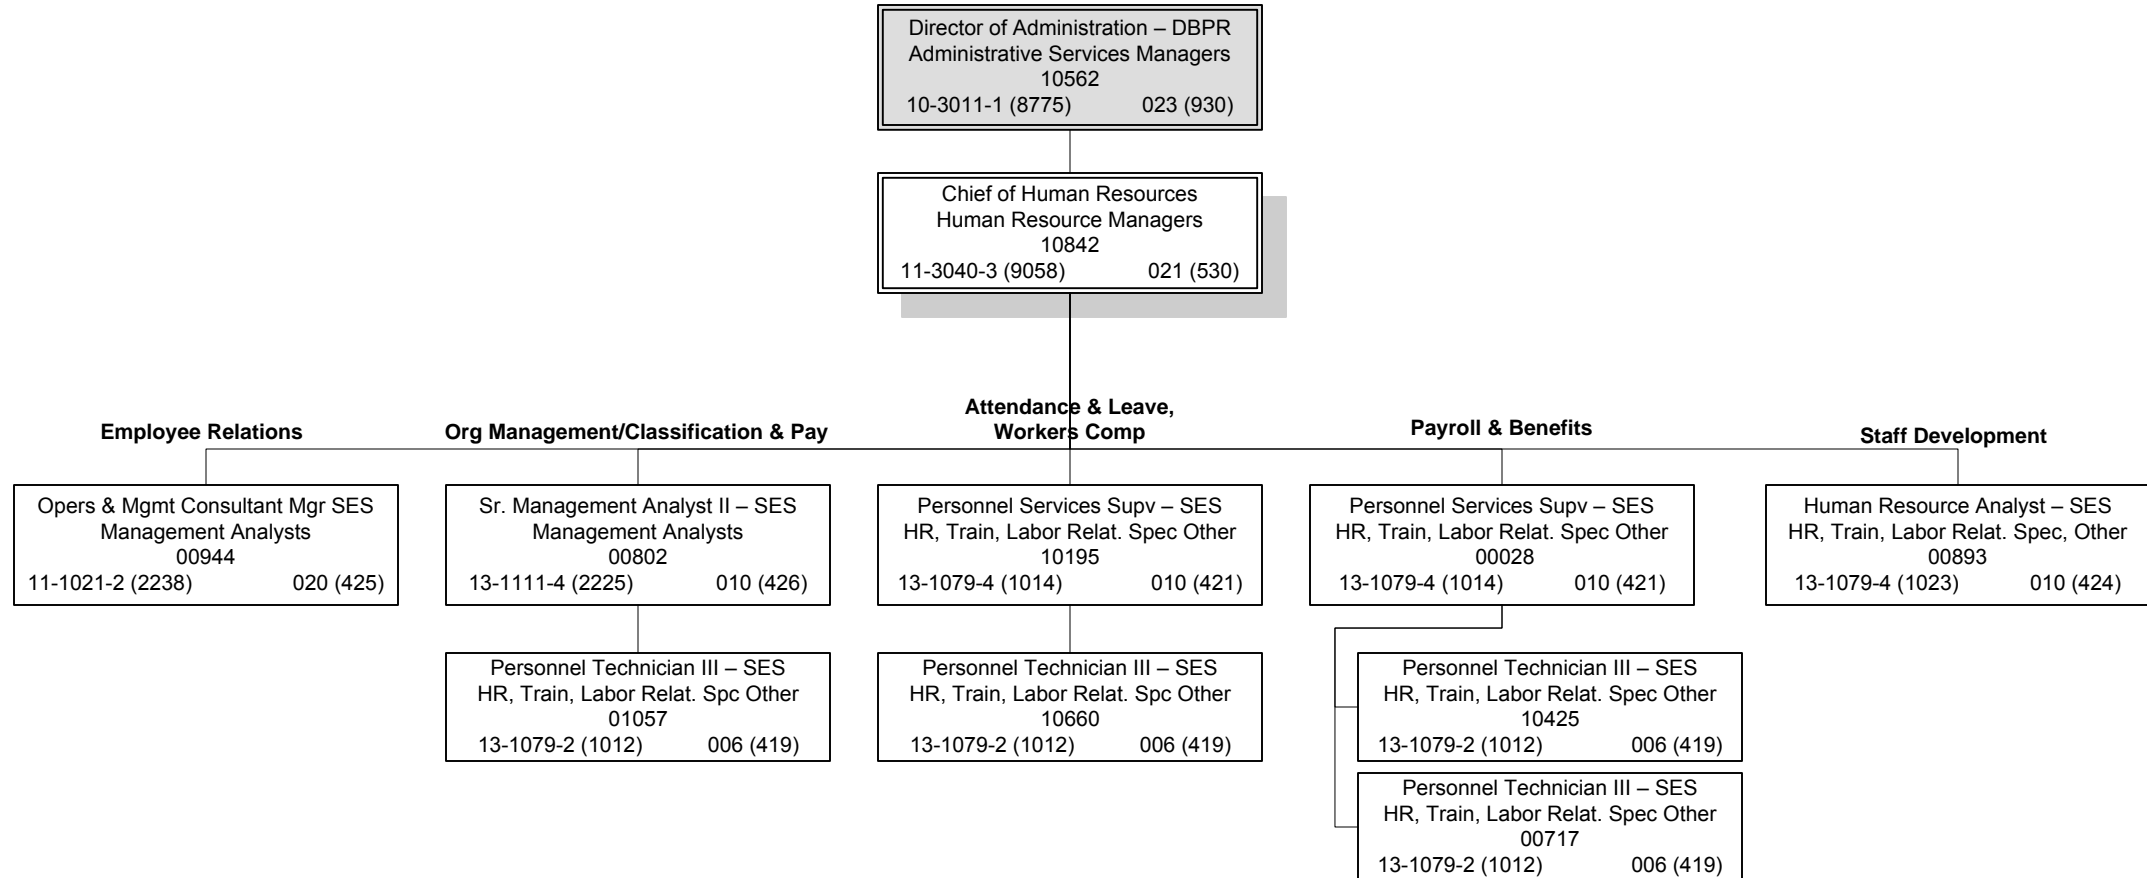 Director of Administration – DBPR
Administrative Services Managers
10562
10-3011-1 (8775) 023 (930)
Chief of Human Resources
Human Resource Managers
10842
11-3040-3 (9058) 021 (530)
Employee Relations
Opers & Mgmt Consultant Mgr SES
Management Analysts
00944
11-1021-2 (2238) 020 (425)
Org Management/Classification & Pay
Sr. Management Analyst II – SES
Management Analysts
00802
13-1111-4 (2225) 010 (426)
Personnel Technician III – SES
HR, Train, Labor Relat. Spc Other
01057
13-1079-2 (1012) 006 (419)
Attendance & Leave,
Workers Comp
Personnel Services Supv – SES
HR, Train, Labor Relat. Spec Other
10195
13-1079-4 (1014) 010 (421)
Personnel Technician III – SES
HR, Train, Labor Relat. Spc Other
10660
13-1079-2 (1012) 006 (419)
Payroll & Benefits
Personnel Services Supv – SES
HR, Train, Labor Relat. Spec Other
00028
13-1079-4 (1014) 010 (421)
Personnel Technician III – SES
HR, Train, Labor Relat. Spec Other
10425
13-1079-2 (1012) 006 (419)
Personnel Technician III – SES
HR, Train, Labor Relat. Spec Other
00717
13-1079-2 (1012) 006 (419)
Staff Development
Human Resource Analyst – SES
HR, Train, Labor Relat. Spec, Other
00893
13-1079-4 (1023) 010 (424)